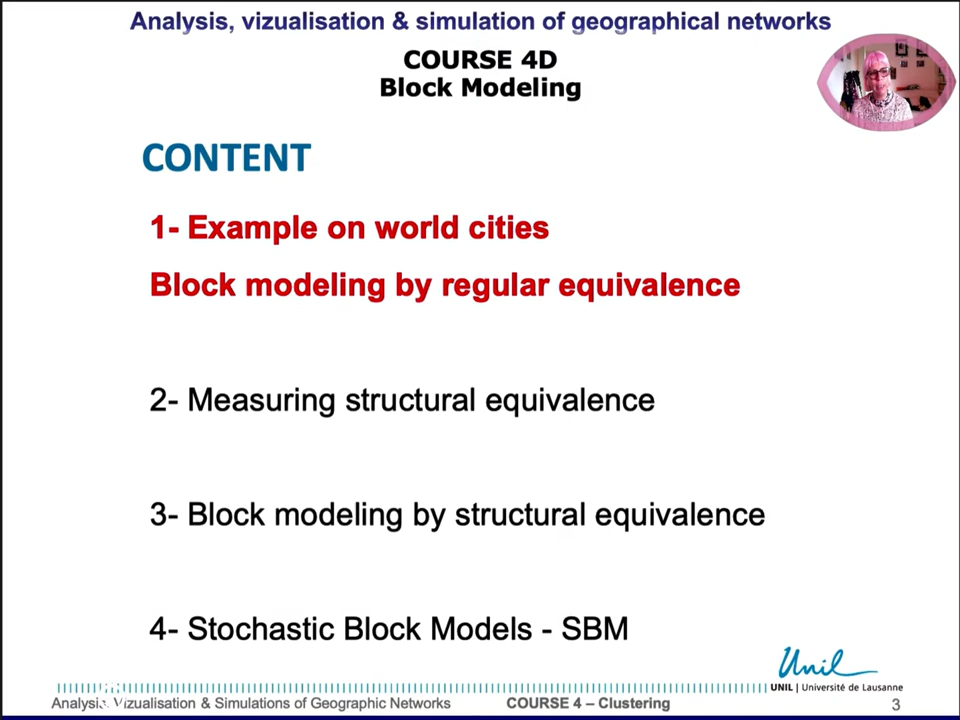 Analysis, vizualisation & simulation of geographical networks
COURSE 4D
Block Modeling
CONTENT
1- Example on world cities
Block modeling by regular equivalence
2- Measuring structural equivalence
3- Block modeling by structural equivalence
4- Stochastic Block Models - SBM
Unil
UNIL | Université de Lausanne
Analysis, Vizualisation & Simulations of Geographic Networks
COURSE 4 – Clustering
3